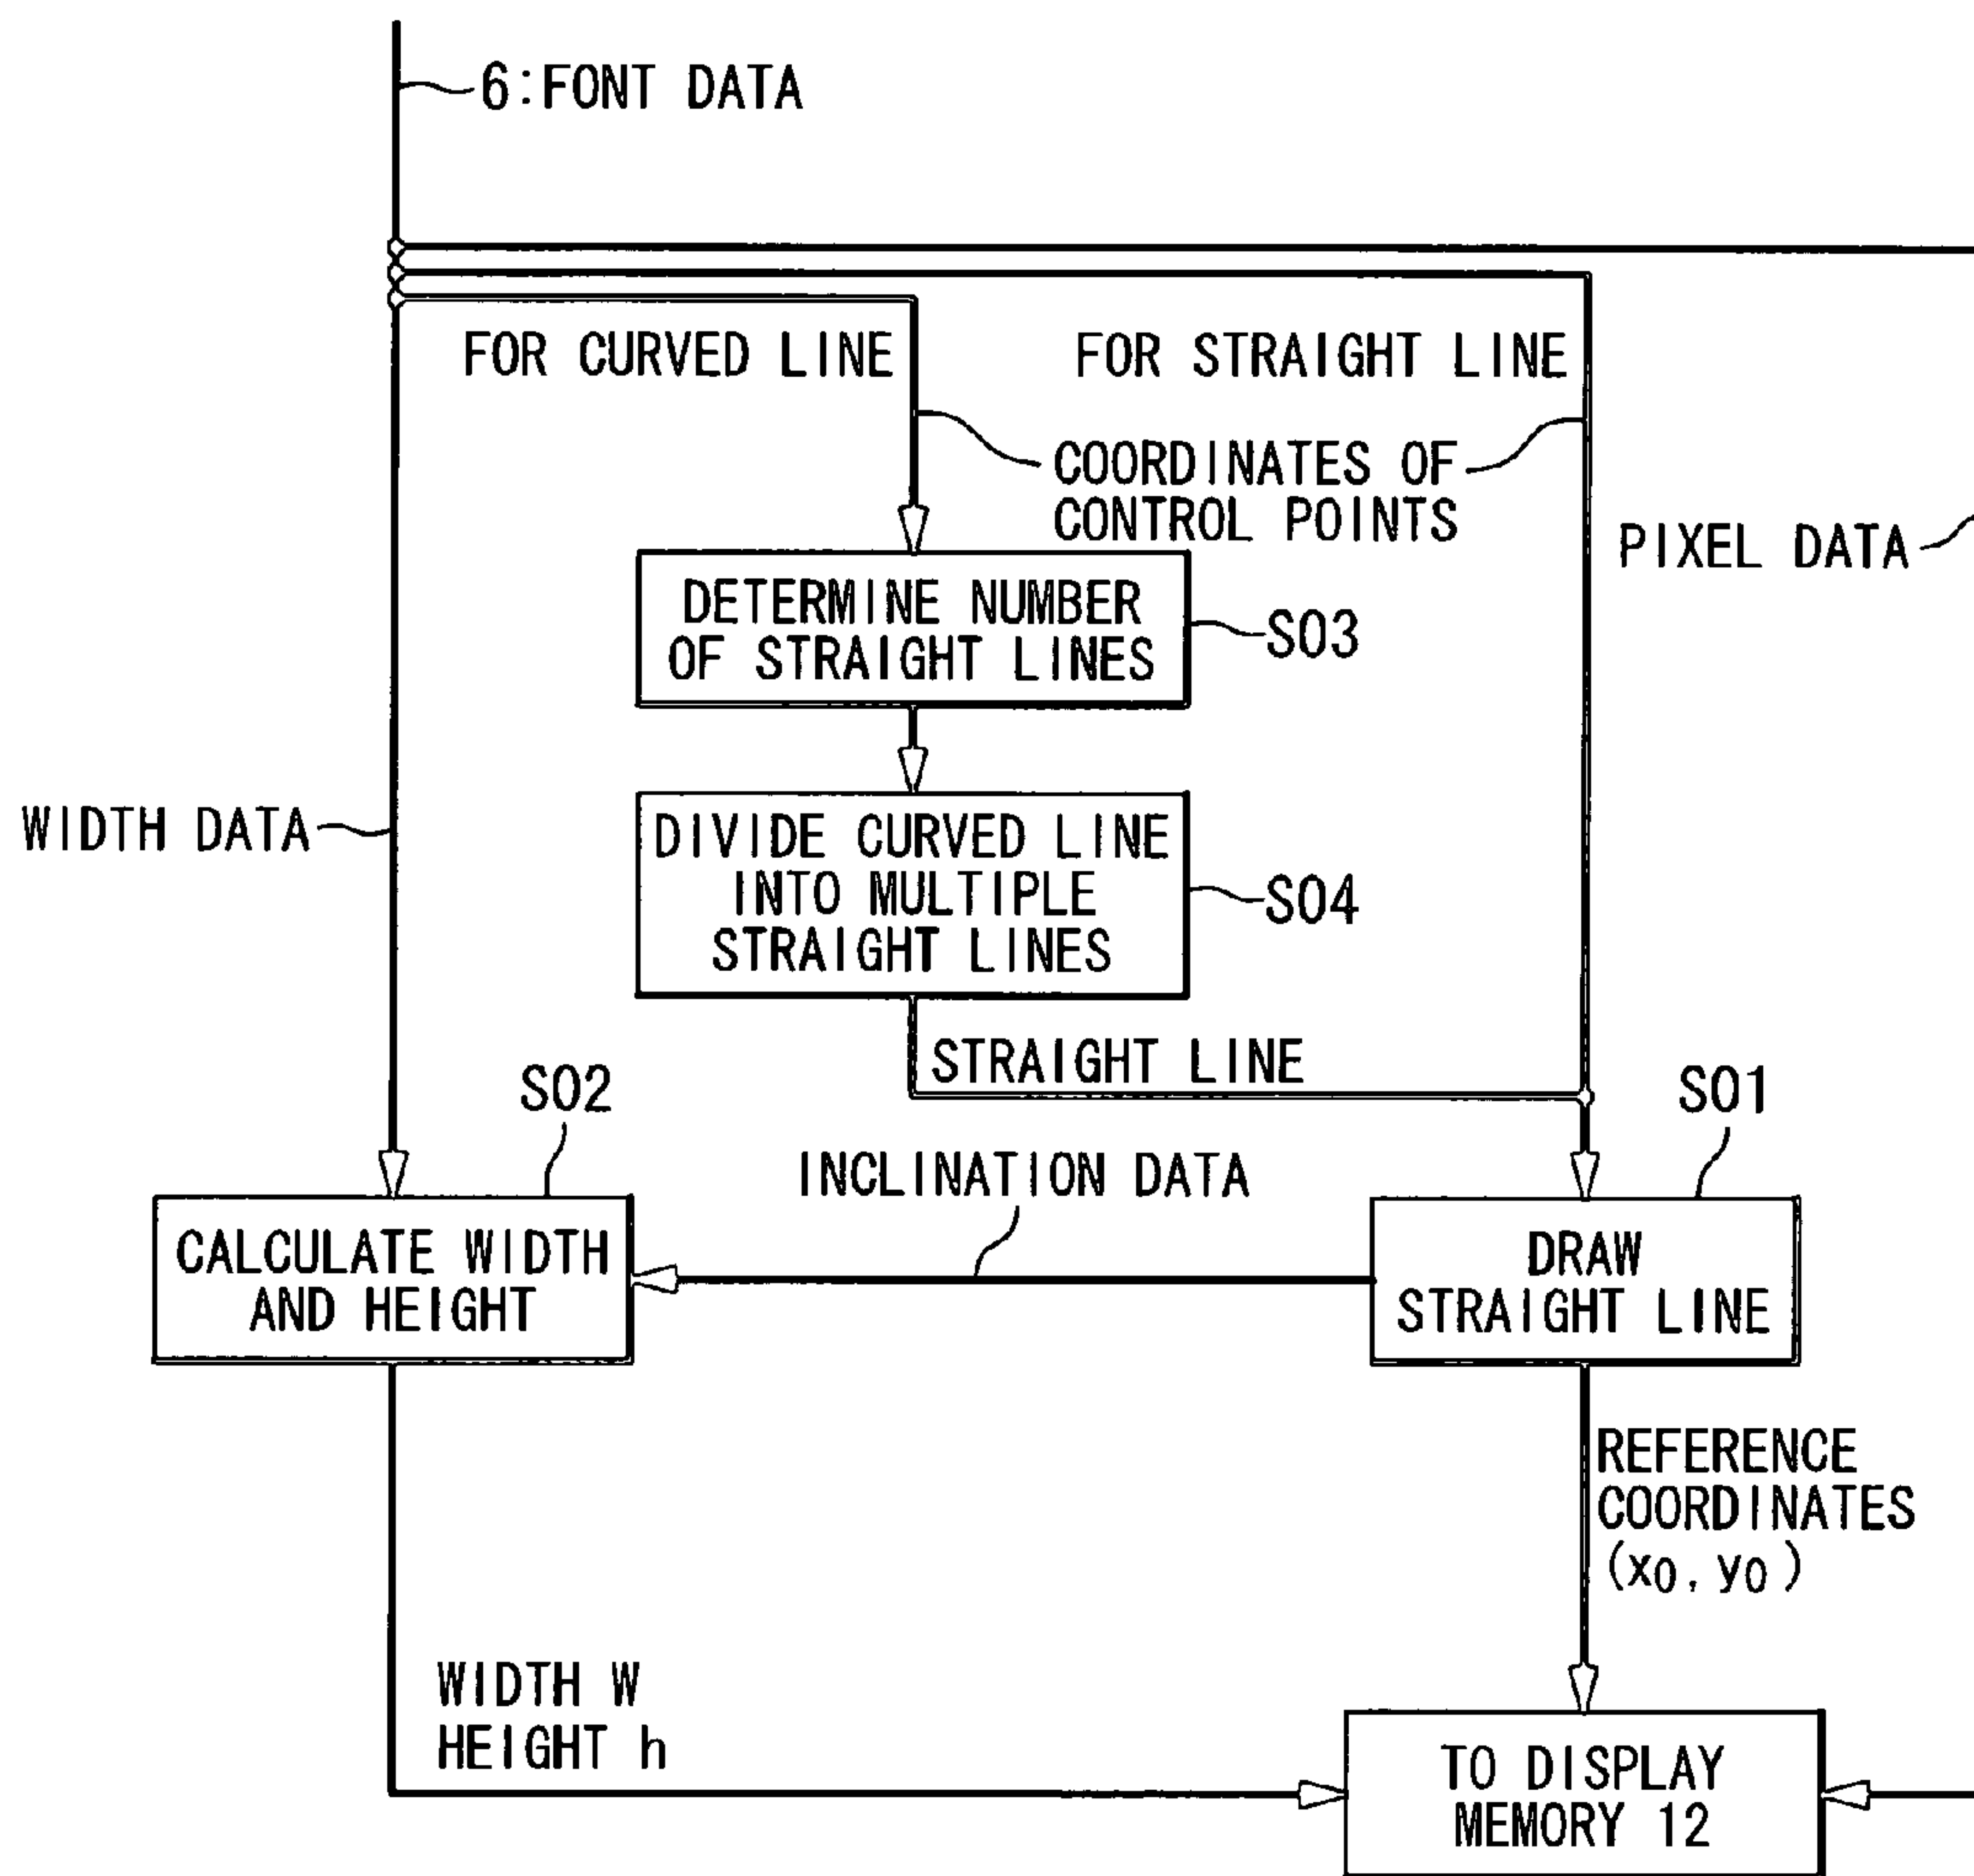 6:FONT DATA
FOR CURVED LINE
FOR STRAIGHT LINE
COORDINATES OF
CONTROL POINTS
PIXEL DATA
DETERMINE NUMBER
OF STRAIGHT LINES
S03
WIDTH DATA
DIVIDE CURVED LINE
INTO MULTIPLE
STRAIGHT LINES
S04
STRAIGHT LINE
S02
S01
INCLINATION DATA
CALCULATE WIDTH
AND HEIGHT
DRAW
STRAIGHT LINE
REFERENCE
COORDINATES
(x0, y0)
WIDTH W
HEIGHT h
TO DISPLAY
MEMORY 12